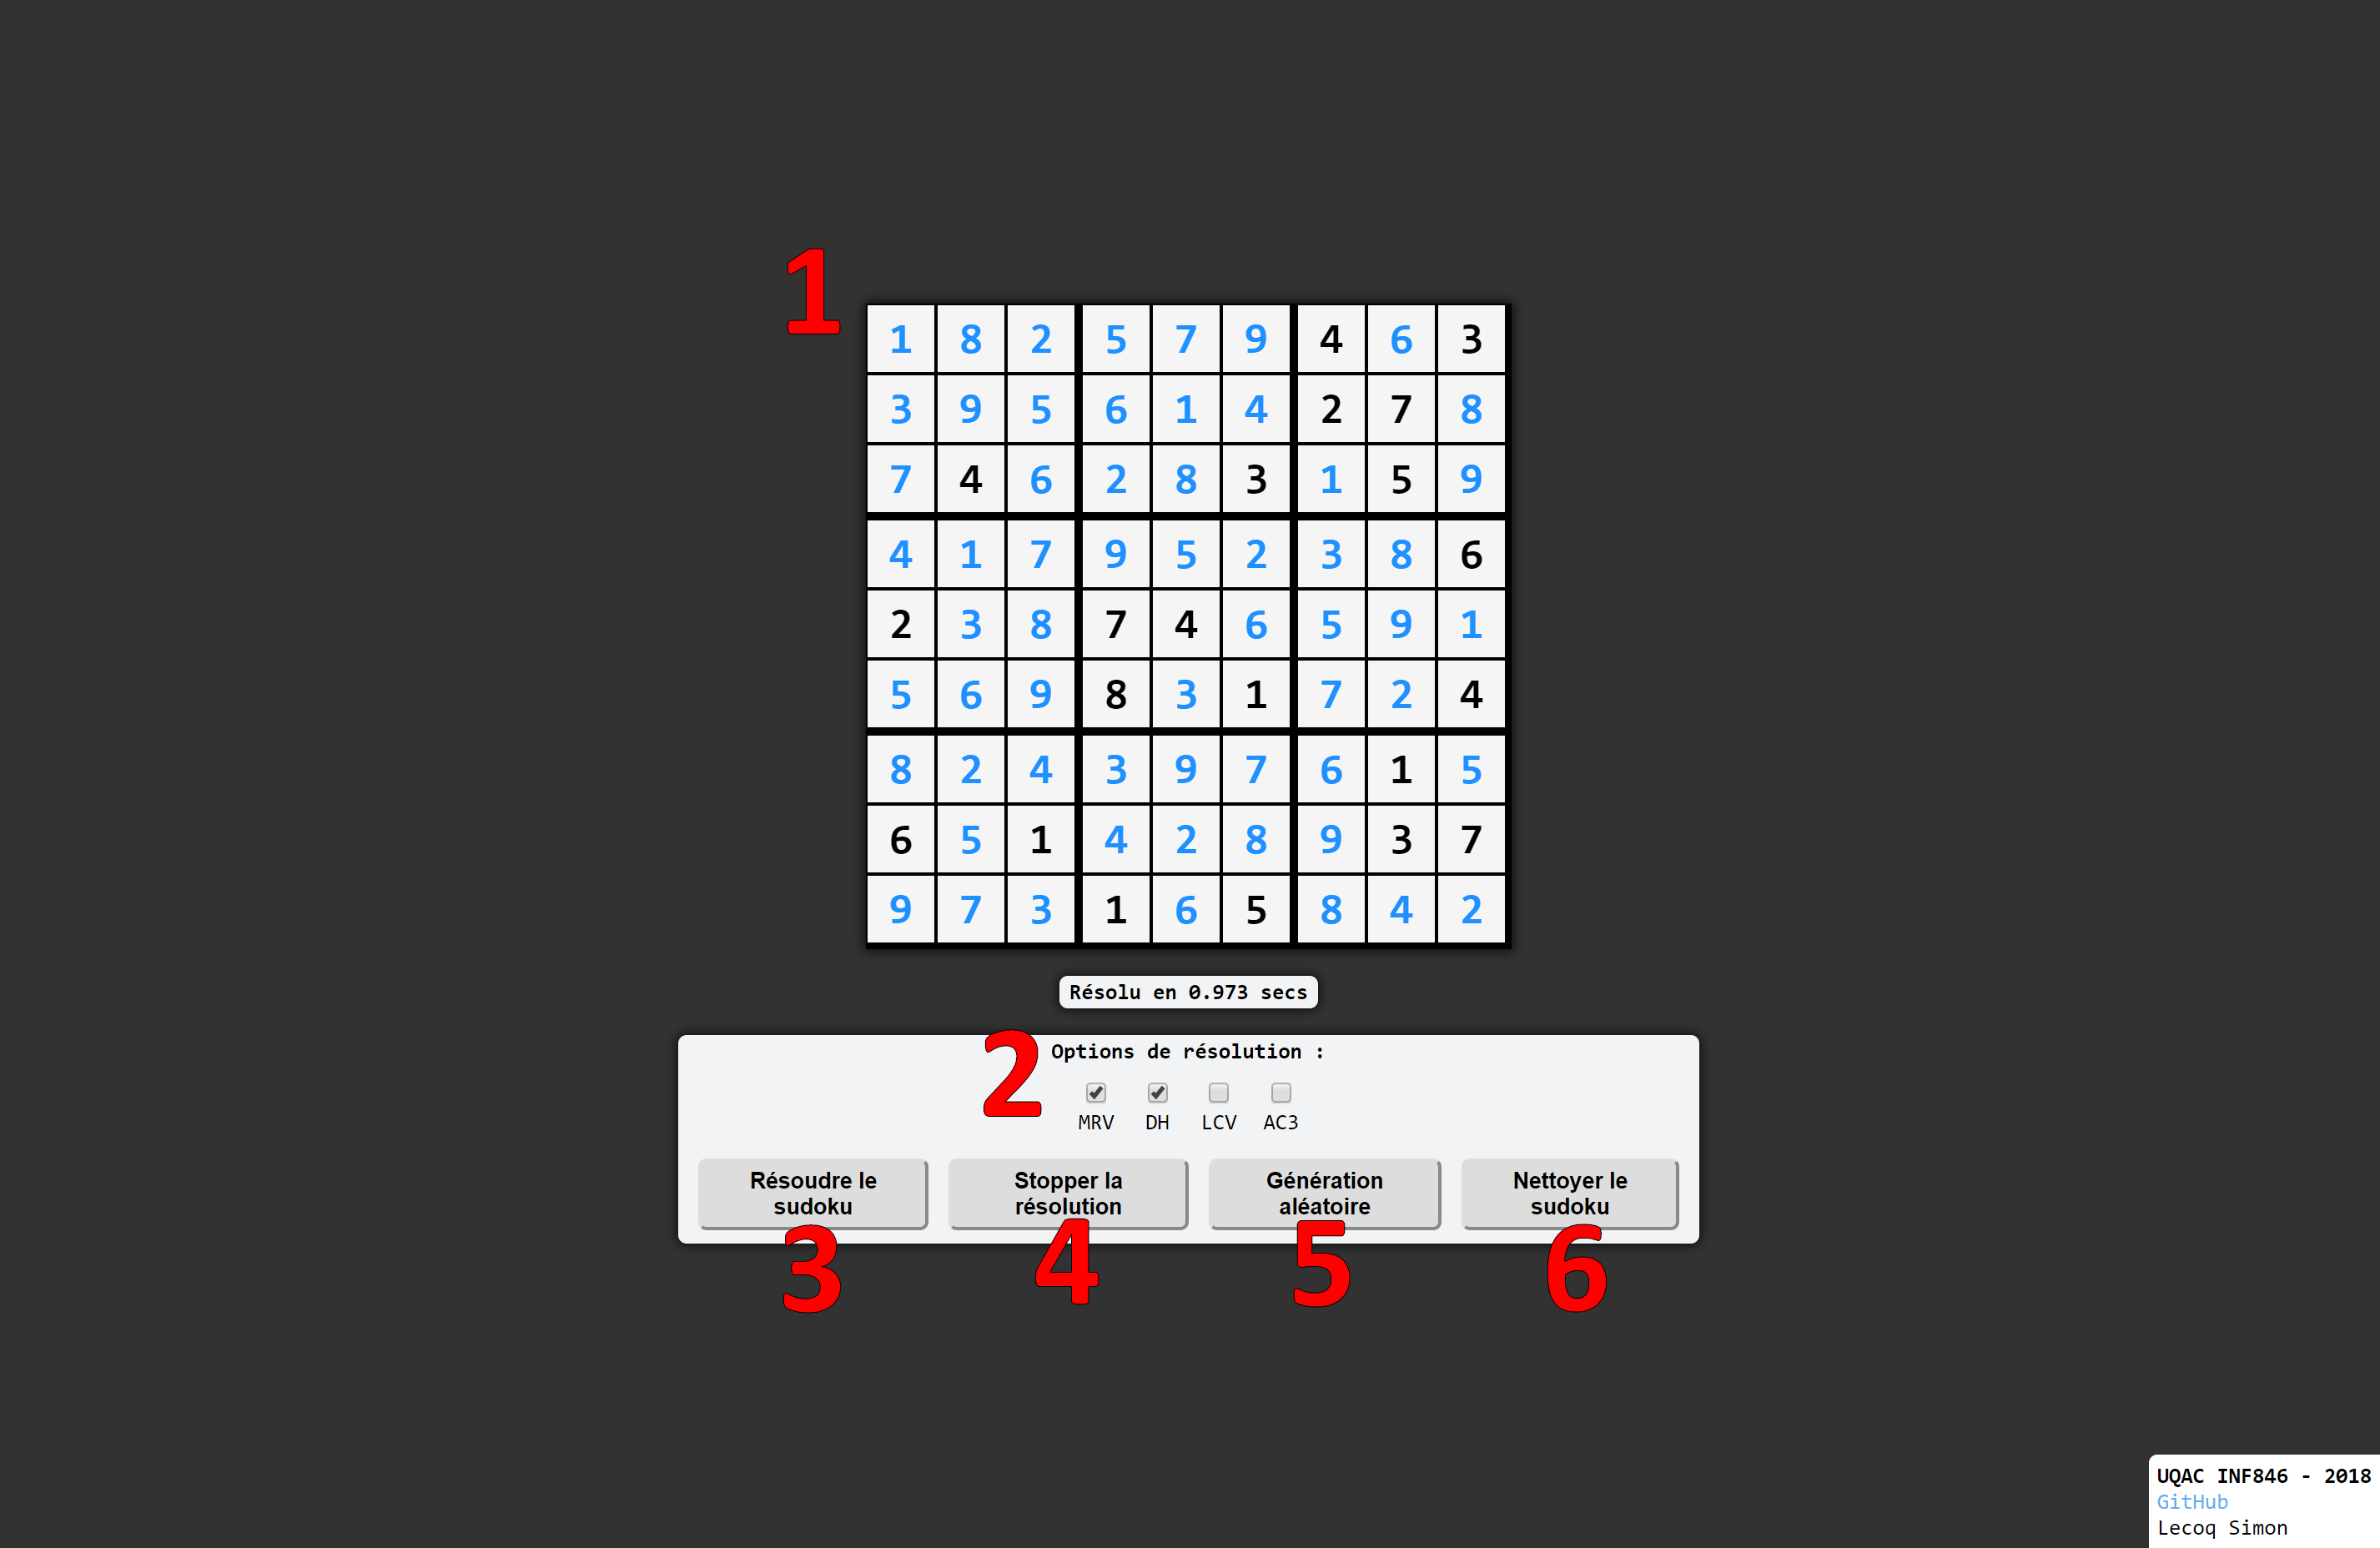 1
1 8 2 5 7 9 4 6 3
3 9 5 6 1 4 2 7 8
7 4 6 2 8 3 1 5 9
4 1 7 9 5 2 3 8 6
2 3 8 7 4 6 5 9 1
5 6 9 8 3 1 7 2 4
8 2 4 3 9 7 6 1 5
6 5 1 4 2 8 9 3 7
9 7 3 1 6 5 8 4 2
Résolu en 0.973 secs
2
Options de résolution :
MRV DH LCV AC3
Résoudre le
sudoku
Stopper la
résolution
Génération
aléatoire
Nettoyer le
sudoku
3 4 5 6
UQAC INF846 - 2018
GitHub
Lecoq Simon